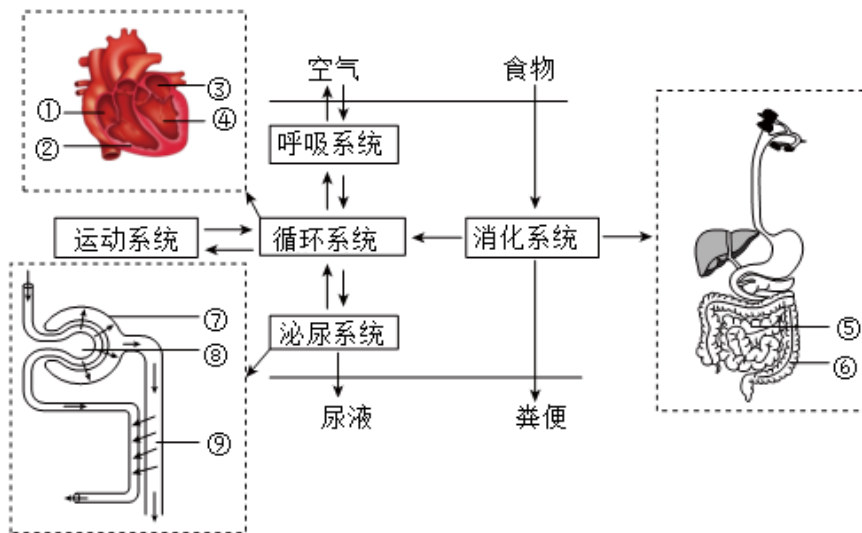 空气
食物
①
③
④
②
呼吸系统
运动系统
循环系统
消化系统
⑦
⑧
泌尿系统
⑤
⑥
尿液
粪便
⑨